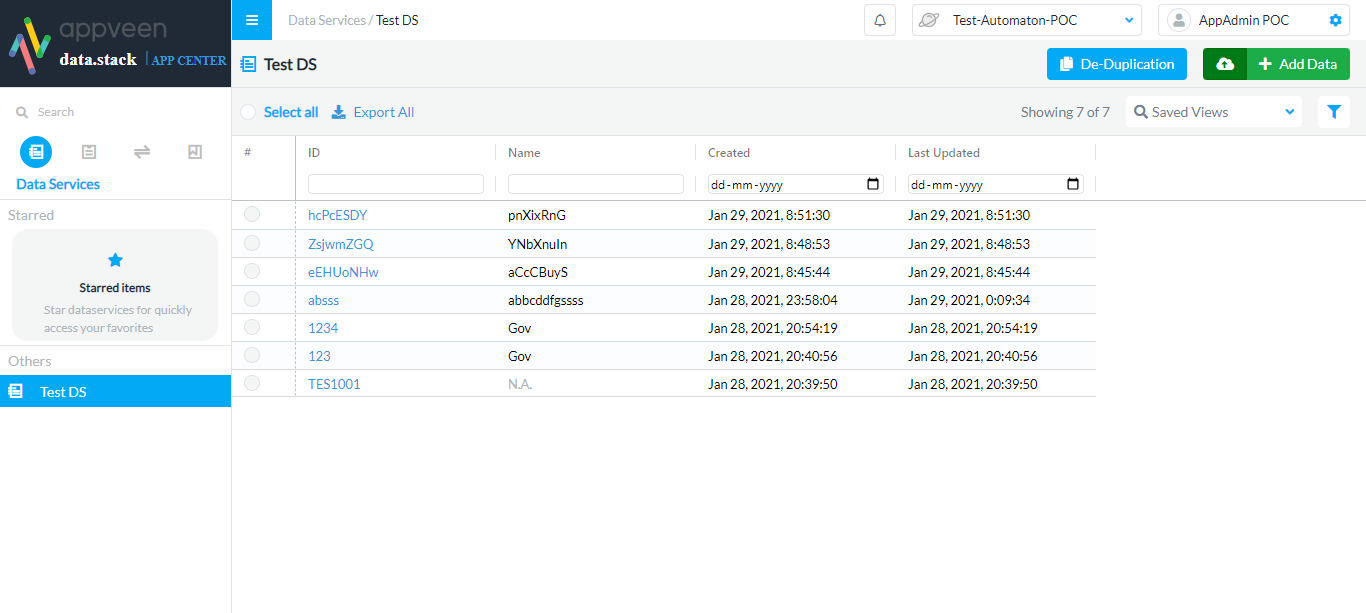 appveen
data.stack | APP CENTER
Data Services / Test DS
Test-Automaton-POC
AppAdmin POC
Test DS
De-Duplication
Add Data
Search
Select all
Export All
Showing 7 of 7
Saved Views
Data Services
# ID Name Created Last Updated
dd-mm-yyyy dd-mm-yyyy
Starred
Starred items
Star dataservices for quickly
access your favorites
Others
Test DS
hcPcESDY pnXixRnG Jan 29, 2021, 8:51:30 Jan 29, 2021, 8:51:30
ZsjwmZGQ YNbXnuIn Jan 29, 2021, 8:48:53 Jan 29, 2021, 8:48:53
eEHUoNHw aCcCBuyS Jan 29, 2021, 8:45:44 Jan 29, 2021, 8:45:44
absss abbcddfgssss Jan 28, 2021, 23:58:04 Jan 29, 2021, 0:09:34
1234 Gov Jan 28, 2021, 20:54:19 Jan 28, 2021, 20:54:19
123 Gov Jan 28, 2021, 20:40:56 Jan 28, 2021, 20:40:56
TES1001 N.A. Jan 28, 2021, 20:39:50 Jan 28, 2021, 20:39:50